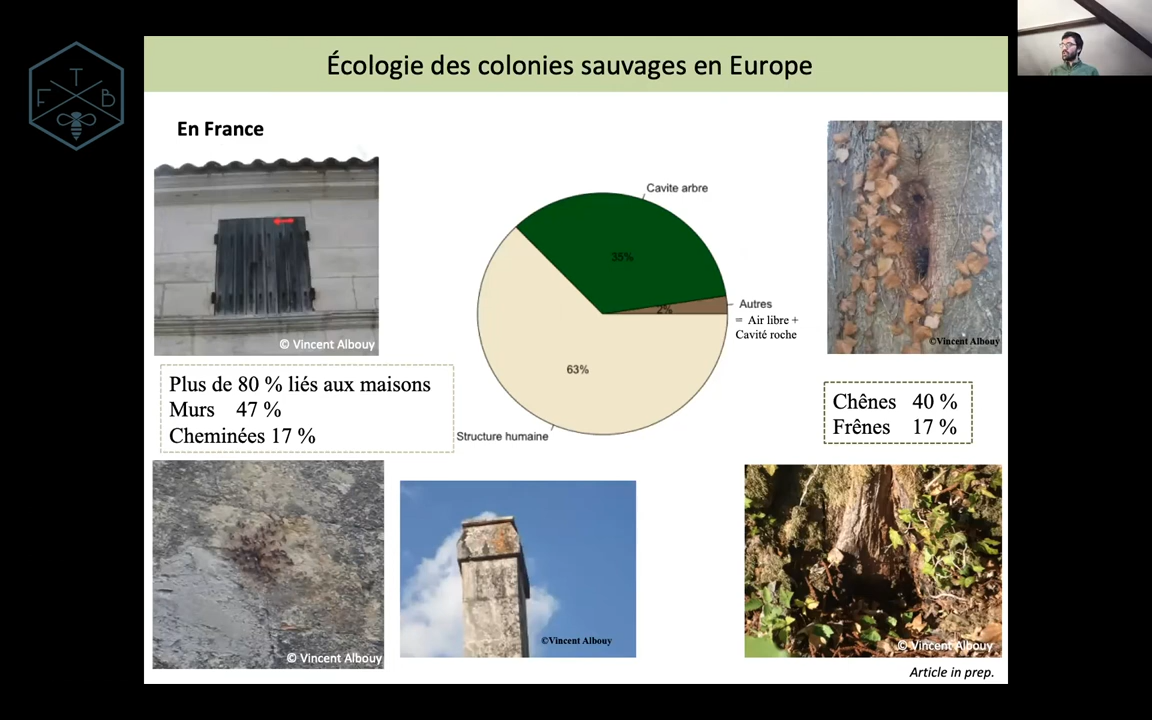 T
F B
Écologie des colonies sauvages en Europe
En France
© Vincent Albouy
Plus de 80 % liés aux maisons
Murs 47 %
Cheminées 17 %
Cavite arbre
35%
Autres
2%
= Air libre +
Cavité roche
63%
Structure humaine
©Vincent Albouy
Chênes 40 %
Frênes 17 %
© Vincent Albouy
©Vincent Albouy
© Vincent Albouy
Article in prep.